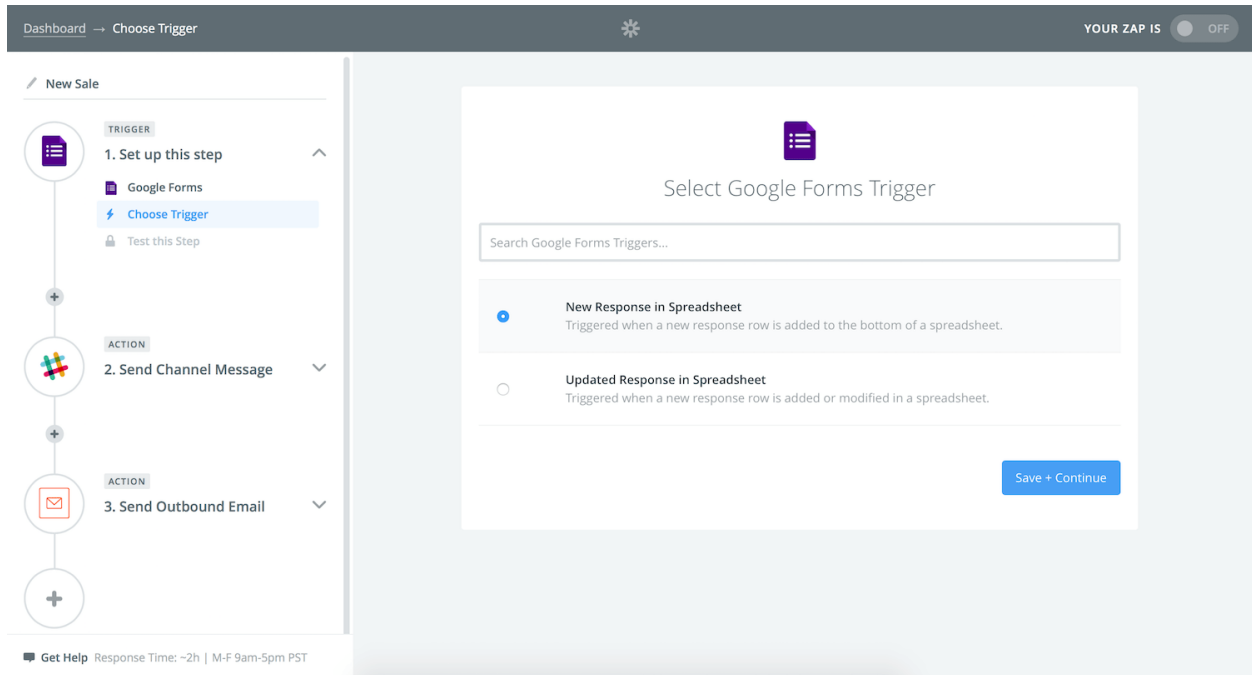 Dashboard → Choose Trigger
YOUR ZAP IS OFF
New Sale
TRIGGER
1. Set up this step
Google Forms
Choose Trigger
Test this Step
ACTION
2. Send Channel Message
ACTION
3. Send Outbound Email
Get Help Response Time: ~2h | M-F 9am-5pm PST
Select Google Forms Trigger
Search Google Forms Triggers...
New Response in Spreadsheet
Triggered when a new response row is added to the bottom of a spreadsheet.
Updated Response in Spreadsheet
Triggered when a new response row is added or modified in a spreadsheet.
Save + Continue